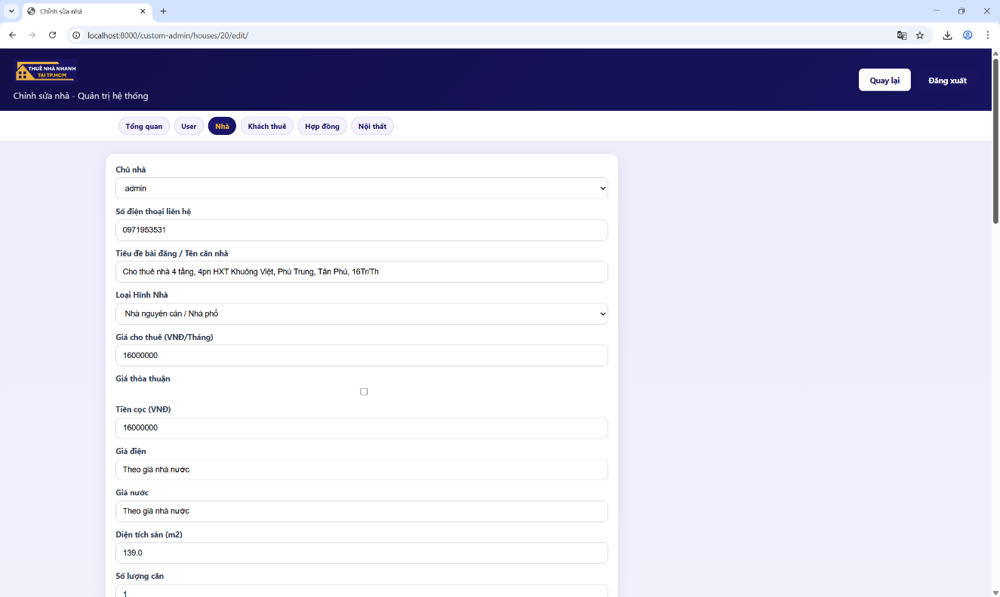 Chỉnh sửa nhà
localhost:8000/custom-admin/houses/20/edit/
THUÊ NHÀ NHANH
TẠI TP.HCM
Chỉnh sửa nhà - Quản trị hệ thống
Quay lại
Đăng xuất
Tổng quan
User
Nhà
Khách thuê
Hợp đồng
Nội thất
Chủ nhà
admin
Số điện thoại liên hệ
0971953531
Tiêu đề bài đăng / Tên căn nhà
Cho thuê nhà 4 tầng, 4pn HXT Khuông Việt, Phú Trung, Tân Phú, 16Tr/Th
Loại Hình Nhà
Nhà nguyên căn / Nhà phố
Giá cho thuê (VNĐ/Tháng)
16000000
Giá thỏa thuận
Tiền cọc (VNĐ)
16000000
Giá điện
Theo giá nhà nước
Giá nước
Theo giá nhà nước
Diện tích sàn (m2)
139.0
Số lượng căn
1